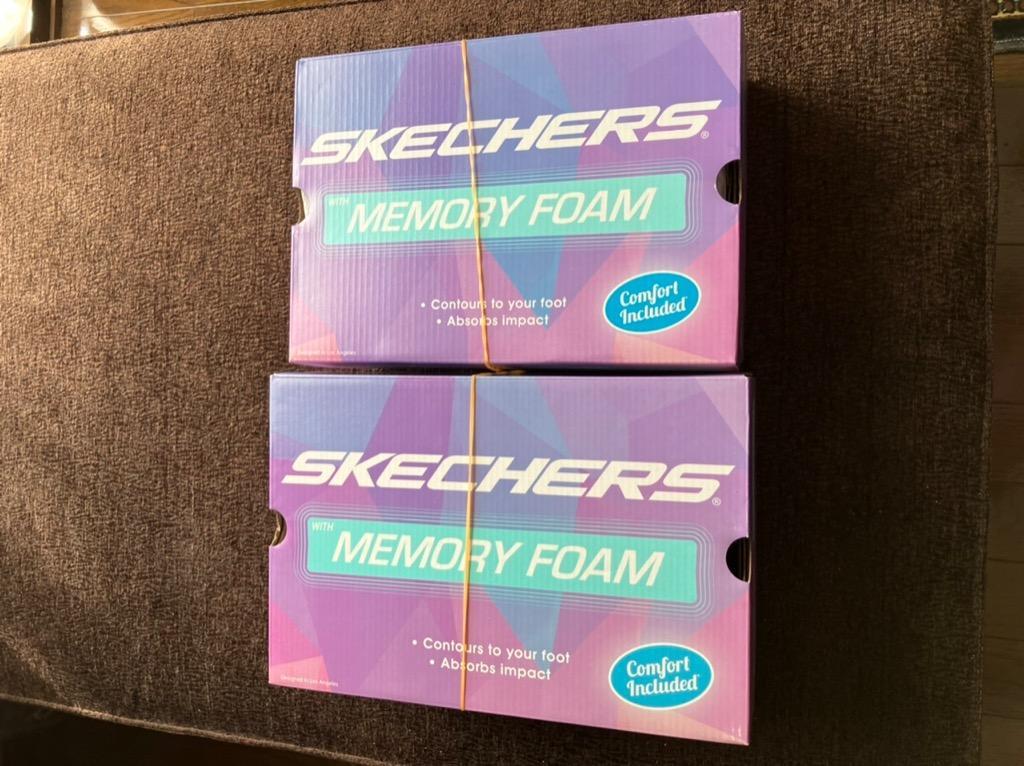 SKECHERS®
WITH MEMORY FOAM
• Contours to your foot
• Absorbs impact
Comfort
Included
Designed in Los Angeles
SKECHERS®
WITH MEMORY FOAM
• Contours to your foot
• Absorbs impact
Comfort
Included
Designed in Los Angeles